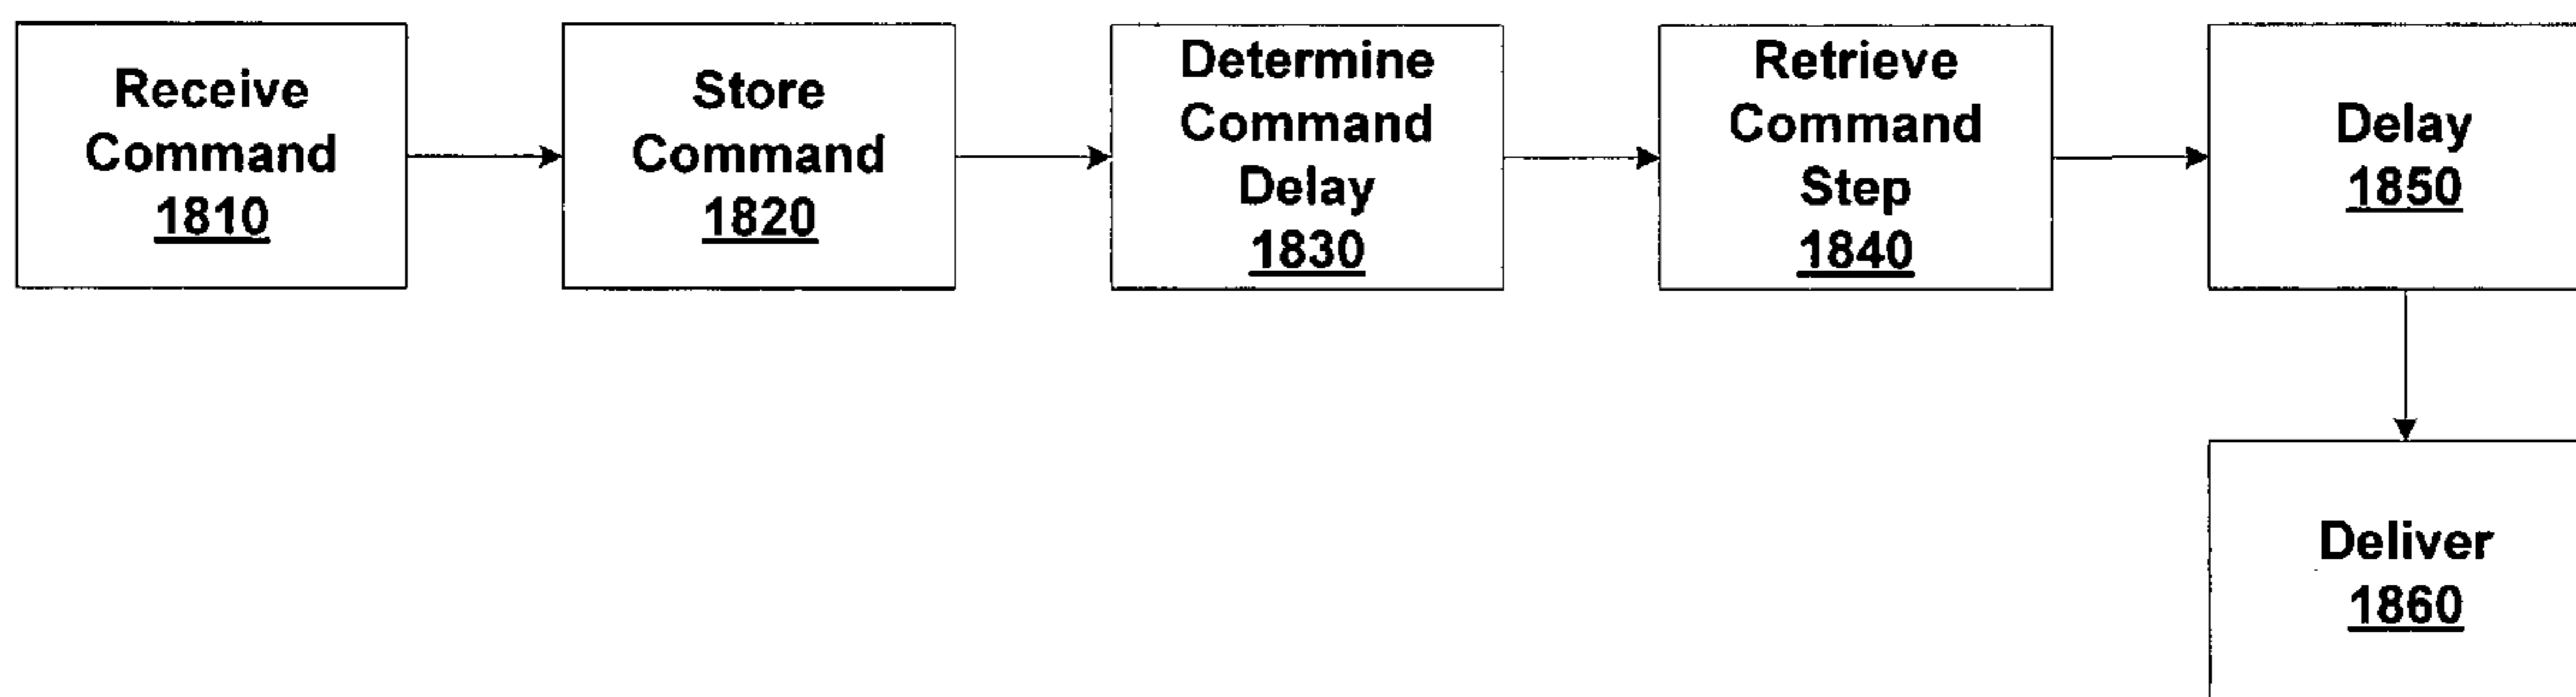 Receive
Command
1810
Store
Command
1820
Determine
Command
Delay
1830
Retrieve
Command
Step
1840
Delay
1850
Deliver
1860